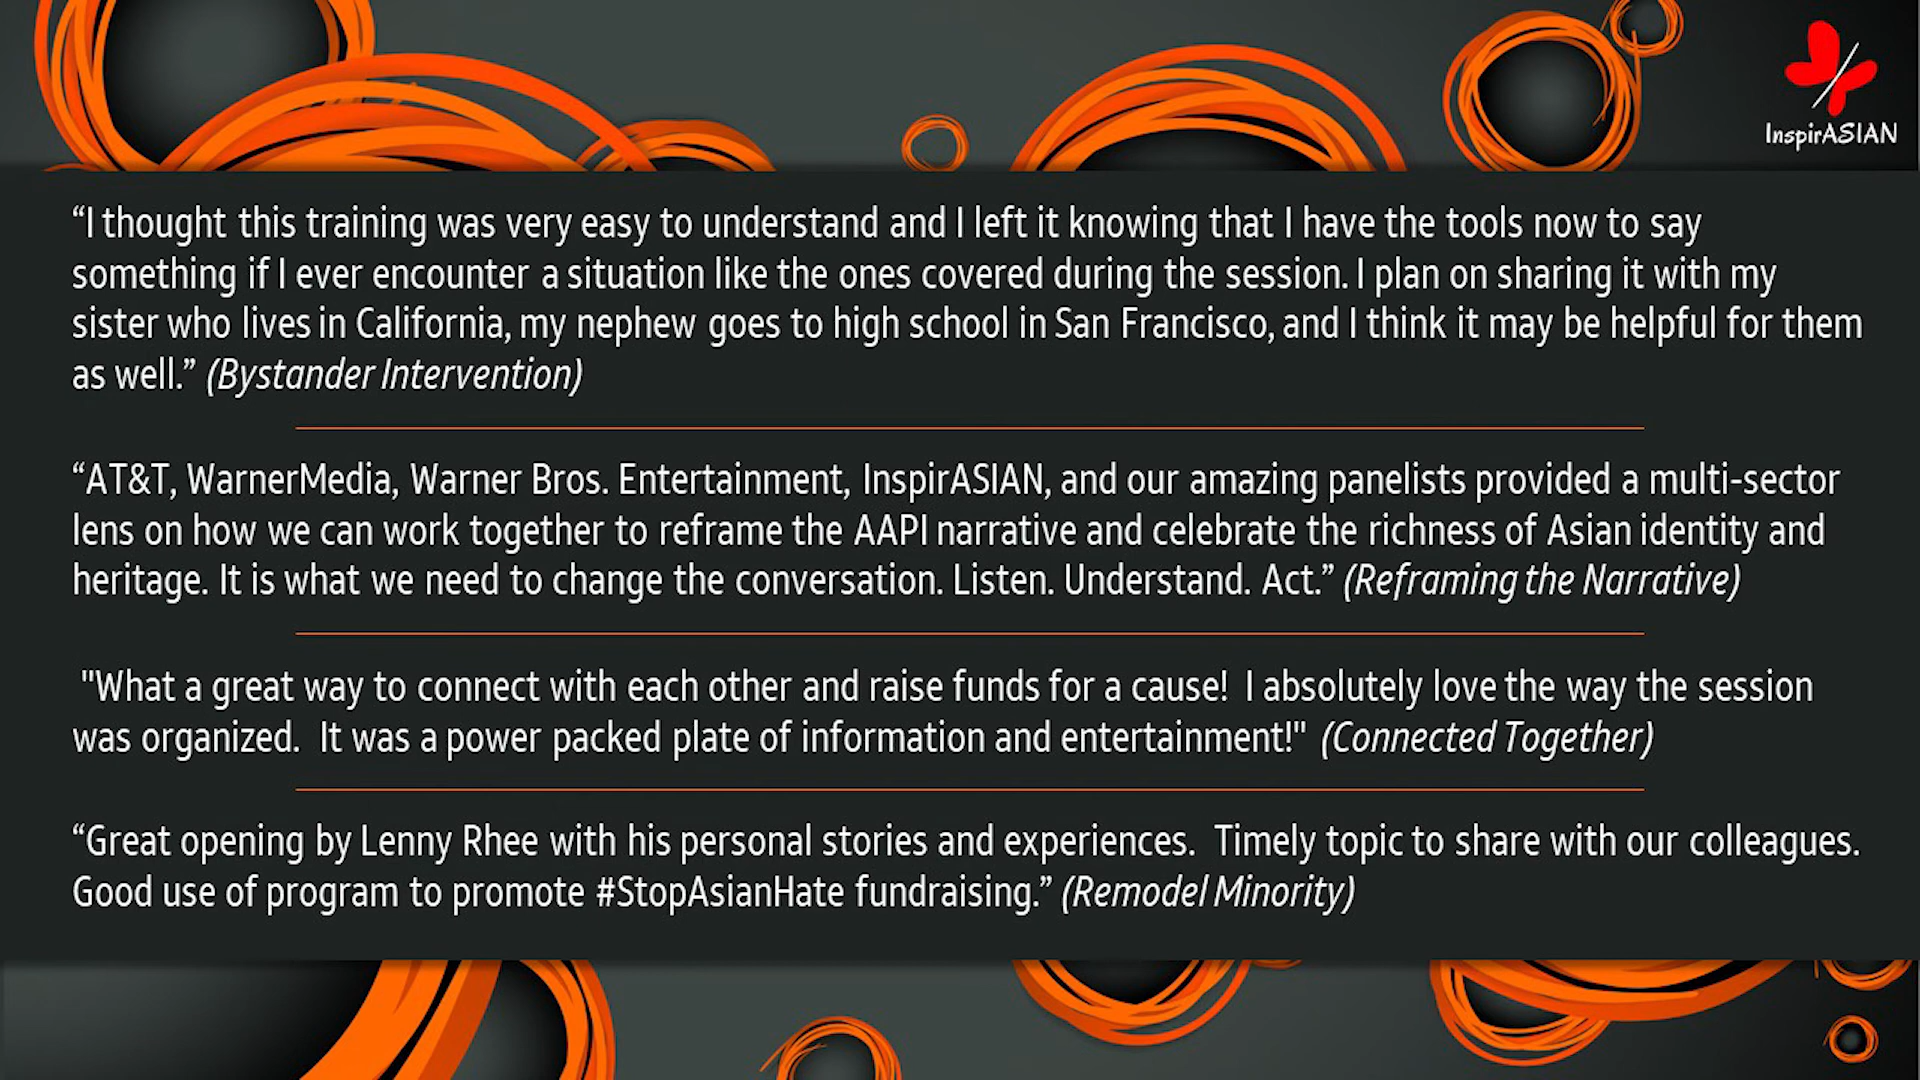 InspirASIAN
“I thought this training was very easy to understand and I left it knowing that I have the tools now to say
something if I ever encounter a situation like the ones covered during the session. I plan on sharing it with my
sister who lives in California, my nephew goes to high school in San Francisco, and I think it may be helpful for them
as well.” (Bystander Intervention)
“AT&T, WarnerMedia, Warner Bros. Entertainment, InspirASIAN, and our amazing panelists provided a multi-sector
lens on how we can work together to reframe the AAPI narrative and celebrate the richness of Asian identity and
heritage. It is what we need to change the conversation. Listen. Understand. Act.” (Reframing the Narrative)
"What a great way to connect with each other and raise funds for a cause!  I absolutely love the way the session
was organized.  It was a power packed plate of information and entertainment!" (Connected Together)
“Great opening by Lenny Rhee with his personal stories and experiences.  Timely topic to share with our colleagues.
Good use of program to promote #StopAsianHate fundraising.” (Remodel Minority)